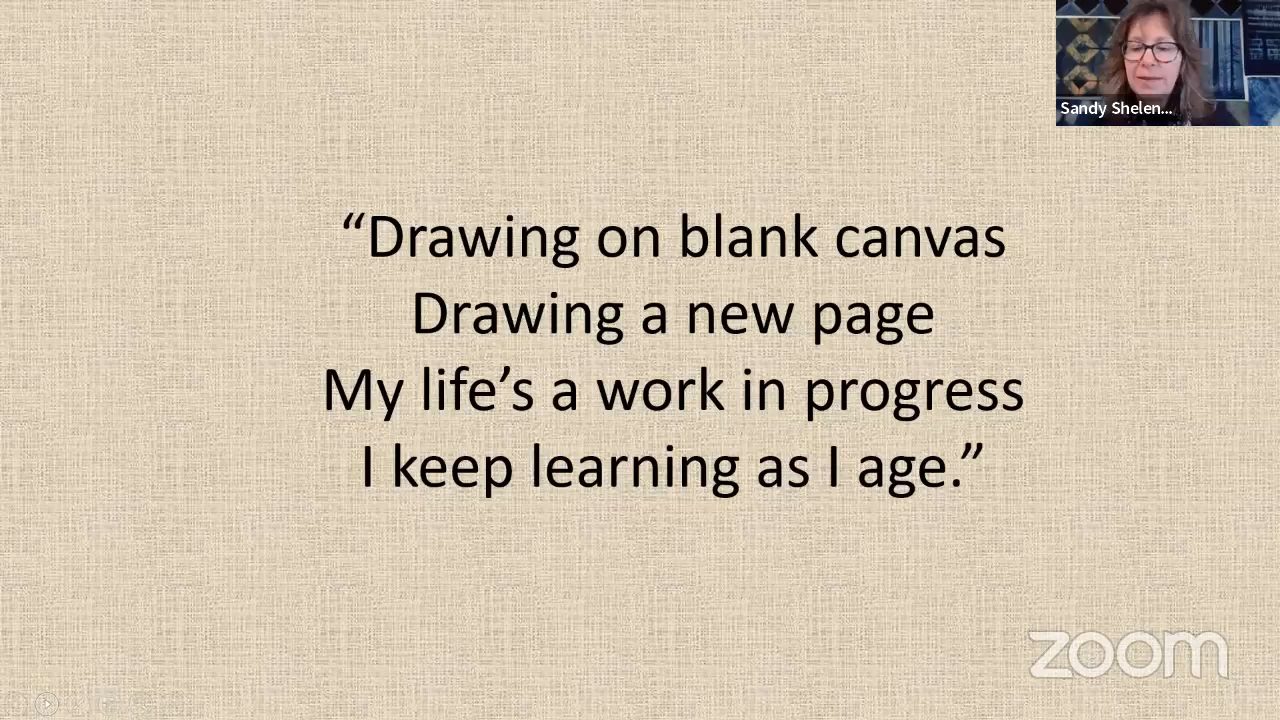 Sandy Shelen...
“Drawing on blank canvas
Drawing a new page
My life’s a work in progress
I keep learning as I age.”
zoom